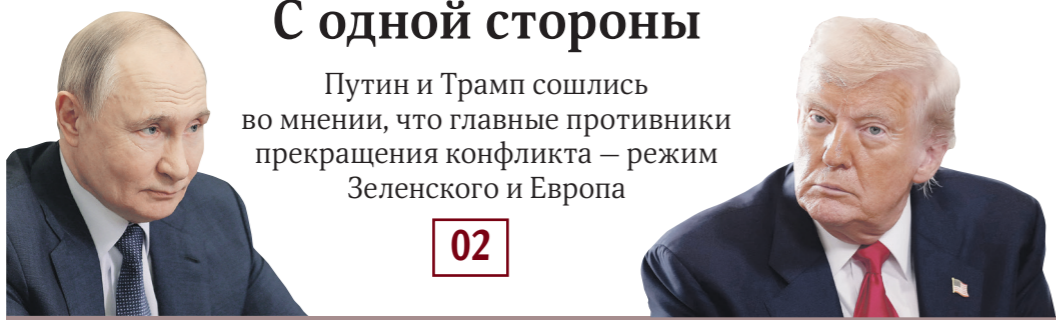 С одной стороны
Путин и Трамп сошлись
во мнении, что главные противники
прекращения конфликта – режим
Зеленского и Европа
02